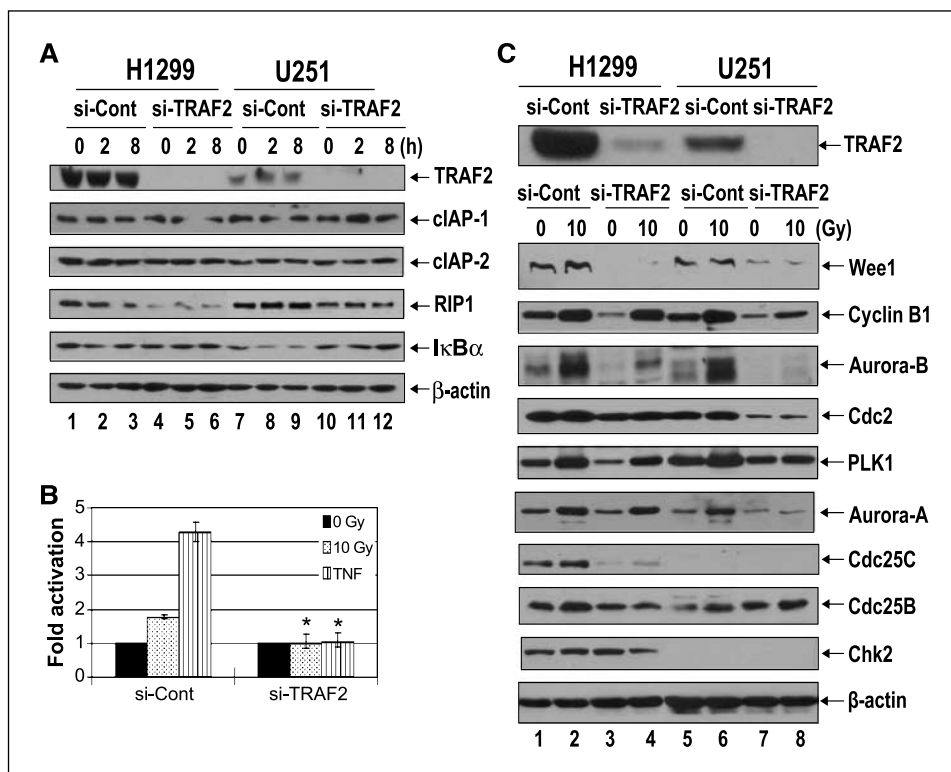 A
H1299 U251
si-Cont si-TRAF2 si-Cont si-TRAF2
0 2 8 0 2 8 0 2 8 0 2 8 (h)
TRAF2
cIAP-1
cIAP-2
RIP1
IκBα
β-actin
1 2 3 4 5 6 7 8 9 10 11 12
B
Fold activation
5
4
3
2
1
0
0 Gy
10 Gy
TNF
* *
si-Cont si-TRAF2
C
H1299 U251
si-Cont si-TRAF2 si-Cont si-TRAF2
TRAF2
si-Cont si-TRAF2 si-Cont si-TRAF2
0 10 0 10 0 10 0 10 (Gy)
Wee1
Cyclin B1
Aurora-B
Cdc2
PLK1
Aurora-A
Cdc25C
Cdc25B
Chk2
β-actin
1 2 3 4 5 6 7 8